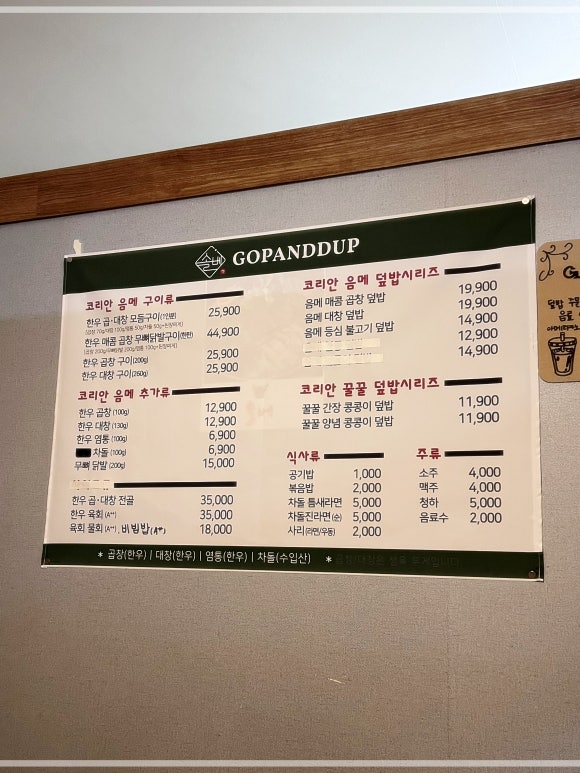 솔베 GOPANDDUP
코리안 음메 구이류
한우 곱·대창 모듬구이(1인분) 25,900
한우 매콤 곱창 무뼈닭발구이(한판) 44,900
한우 곱창 구이(200g) 25,900
한우 대창 구이(260g) 25,900
코리안 음메 추가류
한우 곱창 (100g) 12,900
한우 대창 (130g) 12,900
한우 염통 (100g) 6,900
차돌 (100g) 6,900
무뼈 닭발 (200g) 15,000
한우 곱·대창 전골 35,000
한우 육회 (A++) 35,000
육회 물회 (A++), 비빔밥(A++) 18,000
코리안 음메 덮밥시리즈
음메 매콤 곱창 덮밥 19,900
음메 대창 덮밥 19,900
음메 등심 불고기 덮밥 14,900
12,900
14,900
코리안 꿀꿀 덮밥시리즈
꿀꿀 간장 콩콩이 덮밥 11,900
꿀꿀 양념 콩콩이 덮밥 11,900
식사류
공기밥 1,000
볶음밥 2,000
차돌 틈새라면 5,000
차돌진라면(순) 5,000
사리(라면/우동) 2,000
주류
소주 4,000
맥주 4,000
청하 5,000
음료수 2,000
* 곱창(한우) | 대창(한우) | 염통(한우) | 차돌(수입산) *
G
덮밥
음료